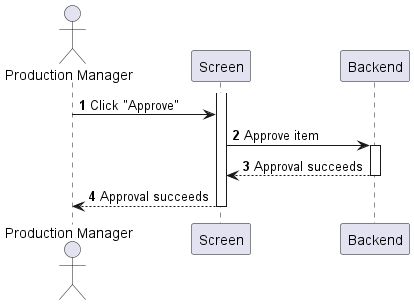 Production Manager
Screen
Backend
1 Click "Approve"
2 Approve item
3 Approval succeeds
4 Approval succeeds
Production Manager
Screen
Backend